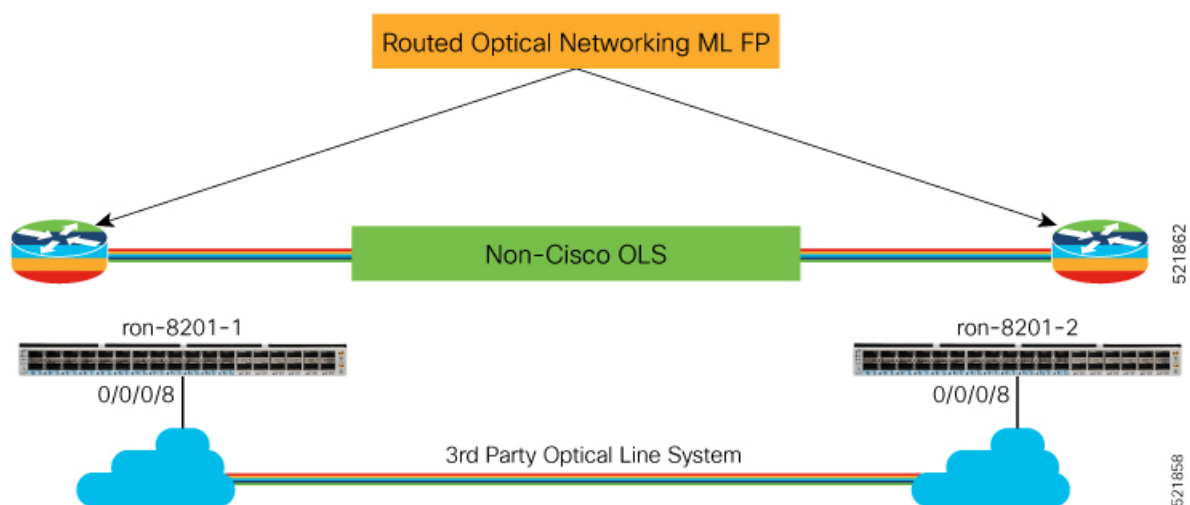 Routed Optical Networking ML FP
Non-Cisco OLS
521862
ron-8201-1
ron-8201-2
0/0/0/8
0/0/0/8
3rd Party Optical Line System
521858